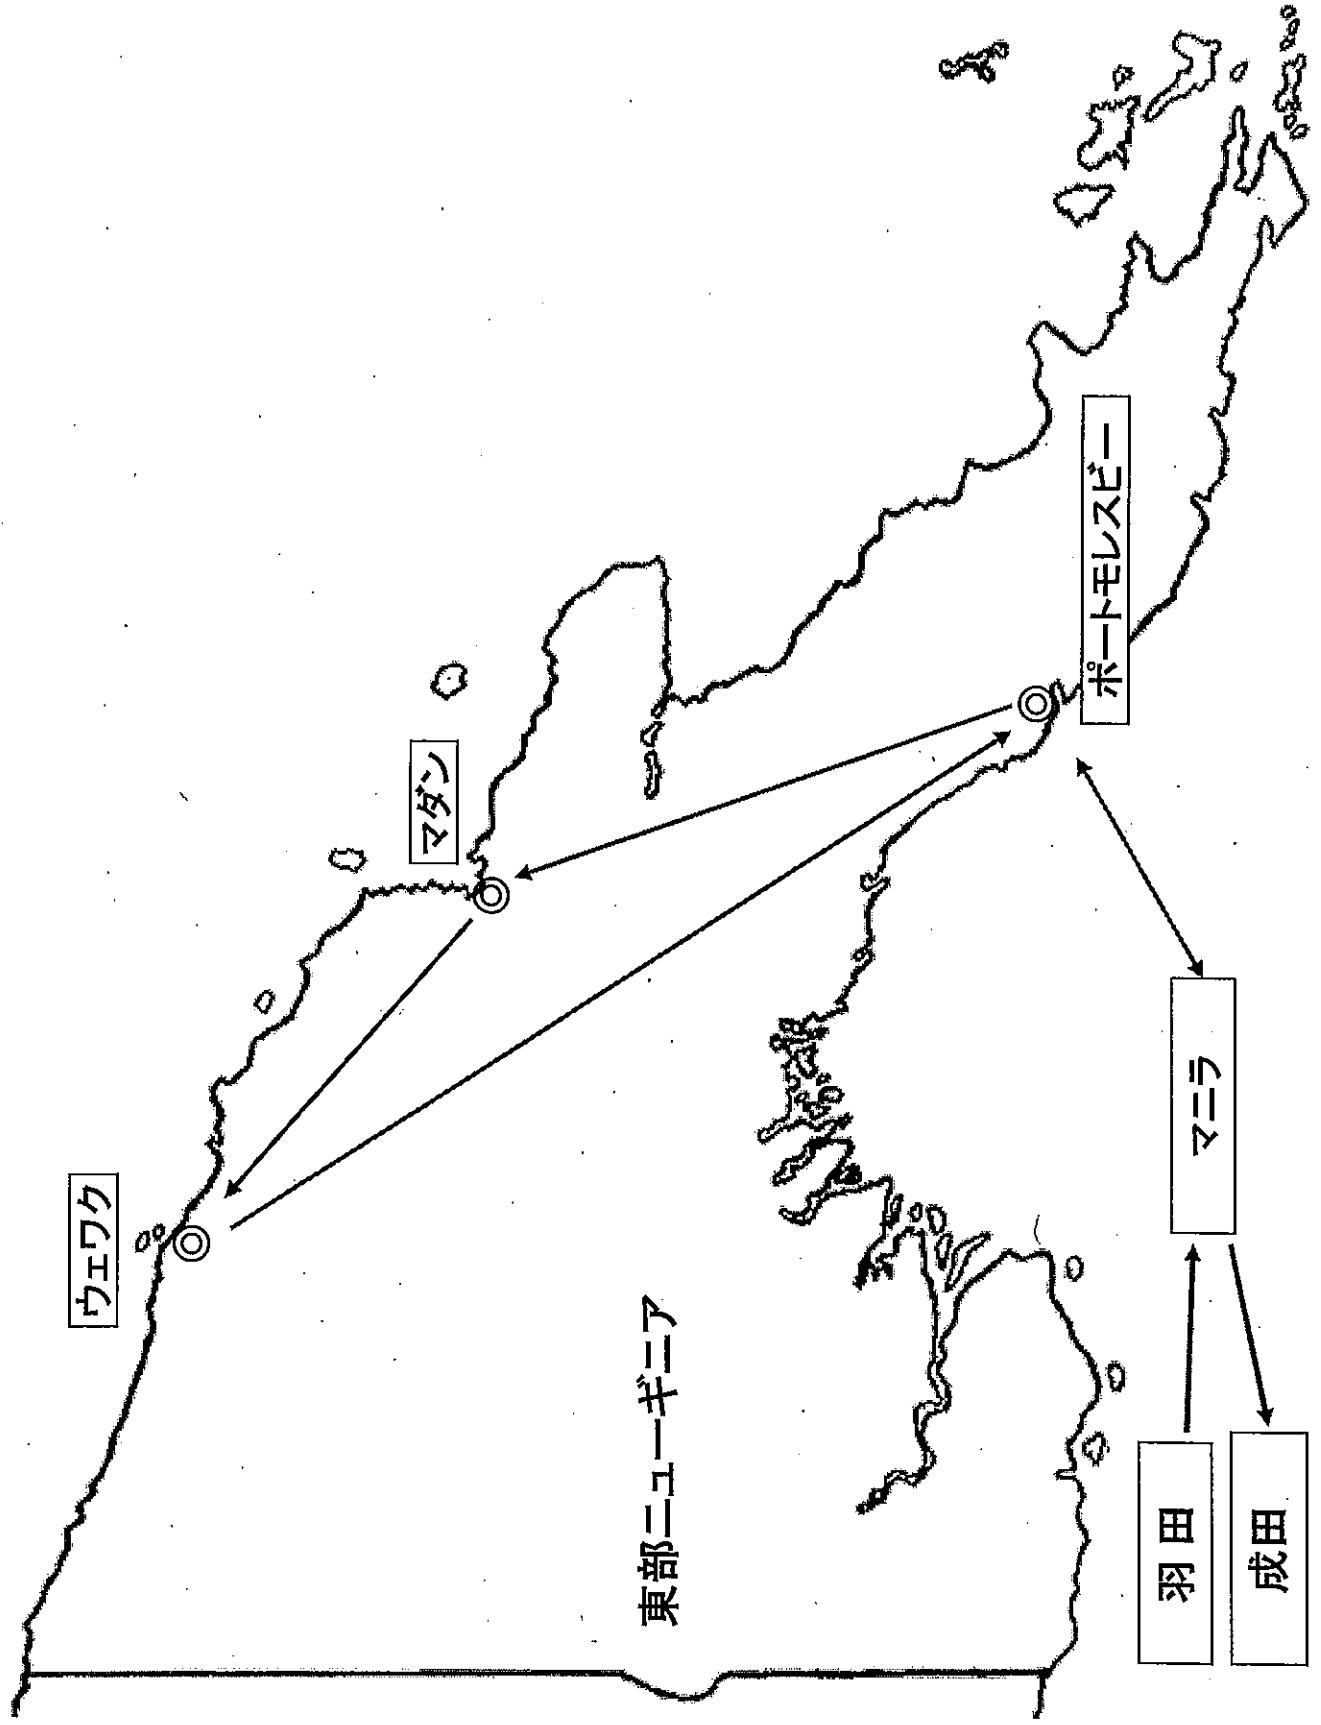 ウェワク
マダン
東部ニューギニア
ポートモレスビー
羽田
マニラ
成田